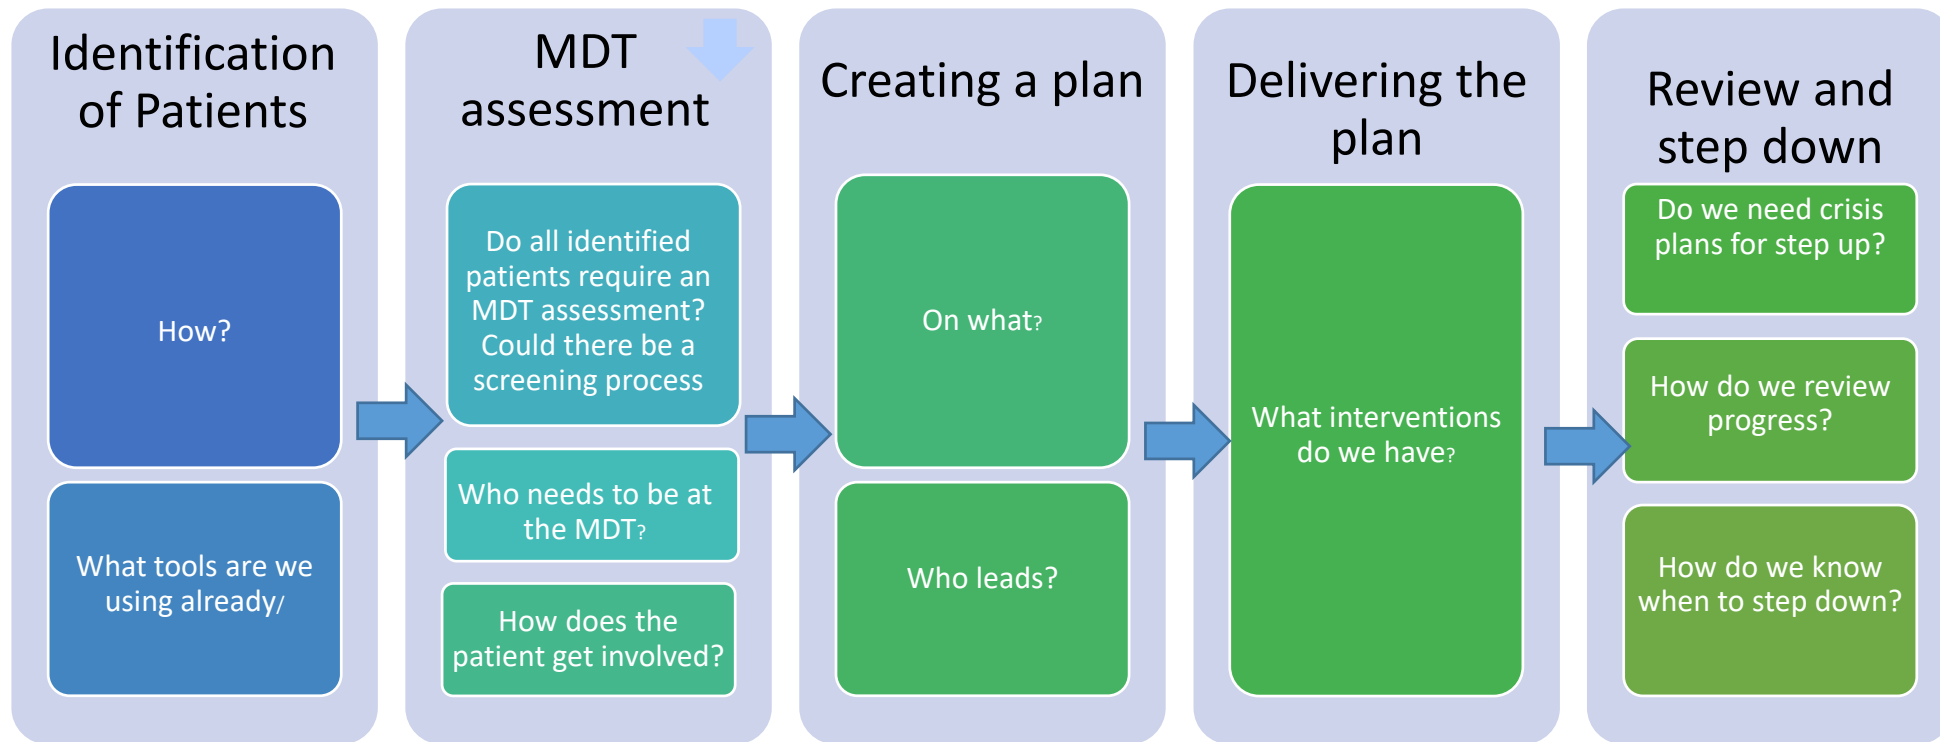 Identification
of Patients
How?
What tools are we
using already/
MDT
assessment
Do all identified
patients require an
MDT assessment?
Could there be a
screening process
Who needs to be at
the MDT?
How does the
patient get involved?
Creating a plan
On what?
Who leads?
Delivering the
plan
What interventions
do we have?
Review and
step down
Do we need crisis
plans for step up?
How do we review
progress?
How do we know
when to step down?